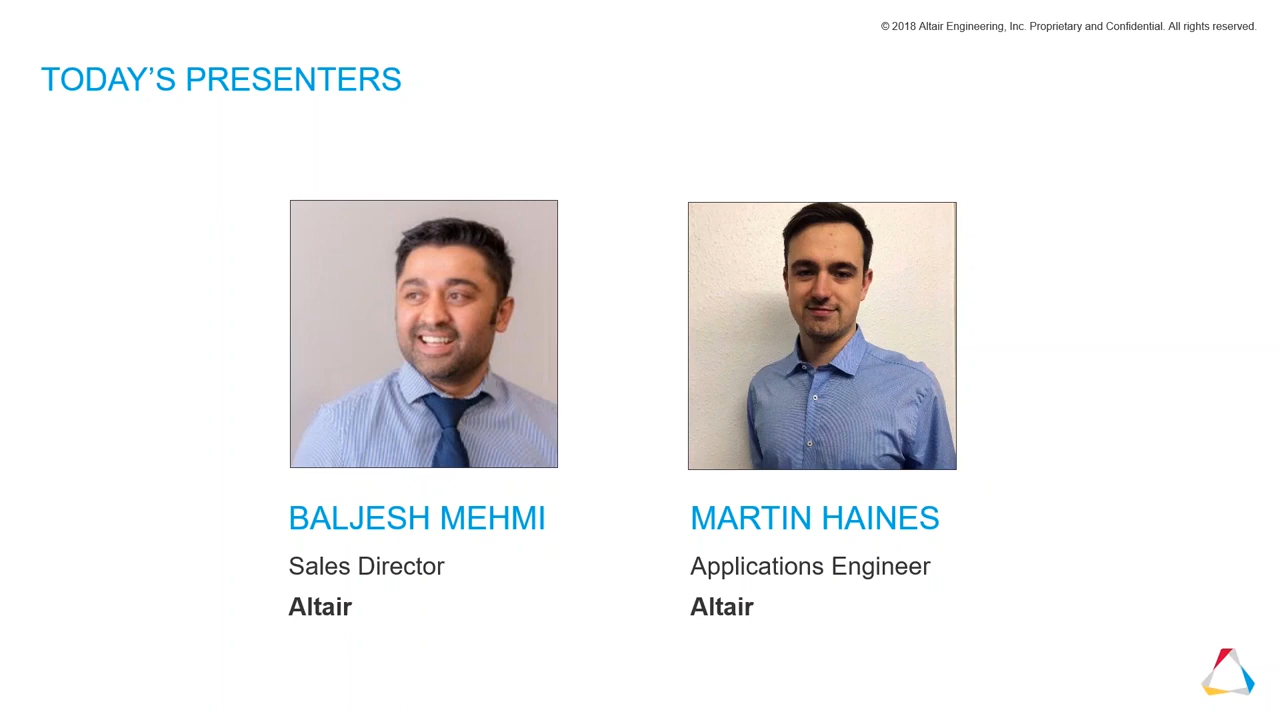 © 2018 Altair Engineering, Inc. Proprietary and Confidential. All rights reserved.
TODAY’S PRESENTERS
BALJESH MEHMI
Sales Director
Altair
MARTIN HAINES
Applications Engineer
Altair